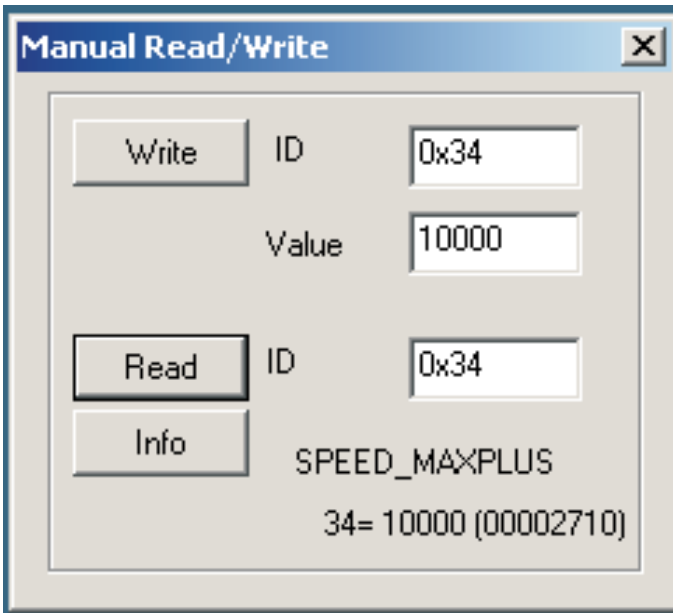 Manual Read/Write
Write ID 0x34
Value 10000
Read ID 0x34
Info
SPEED_MAXPLUS
34= 10000 (00002710)